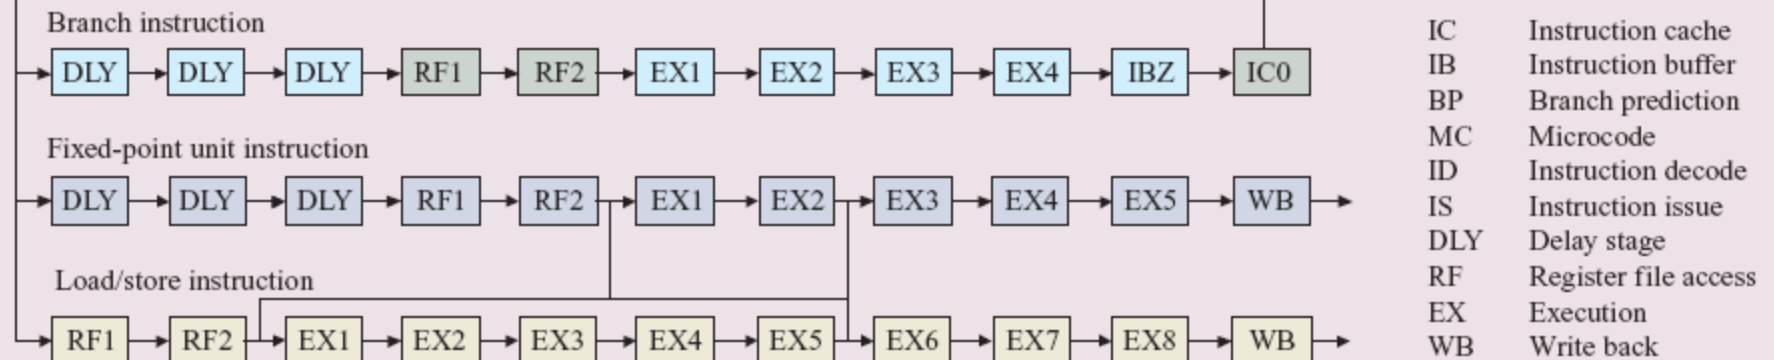 Branch instruction
DLY DLY DLY RF1 RF2 EX1 EX2 EX3 EX4 IBZ IC0
Fixed-point unit instruction
DLY DLY DLY RF1 RF2 EX1 EX2 EX3 EX4 EX5 WB
Load/store instruction
RF1 RF2 EX1 EX2 EX3 EX4 EX5 EX6 EX7 EX8 WB
IC Instruction cache
IB Instruction buffer
BP Branch prediction
MC Microcode
ID Instruction decode
IS Instruction issue
DLY Delay stage
RF Register file access
EX Execution
WB Write back